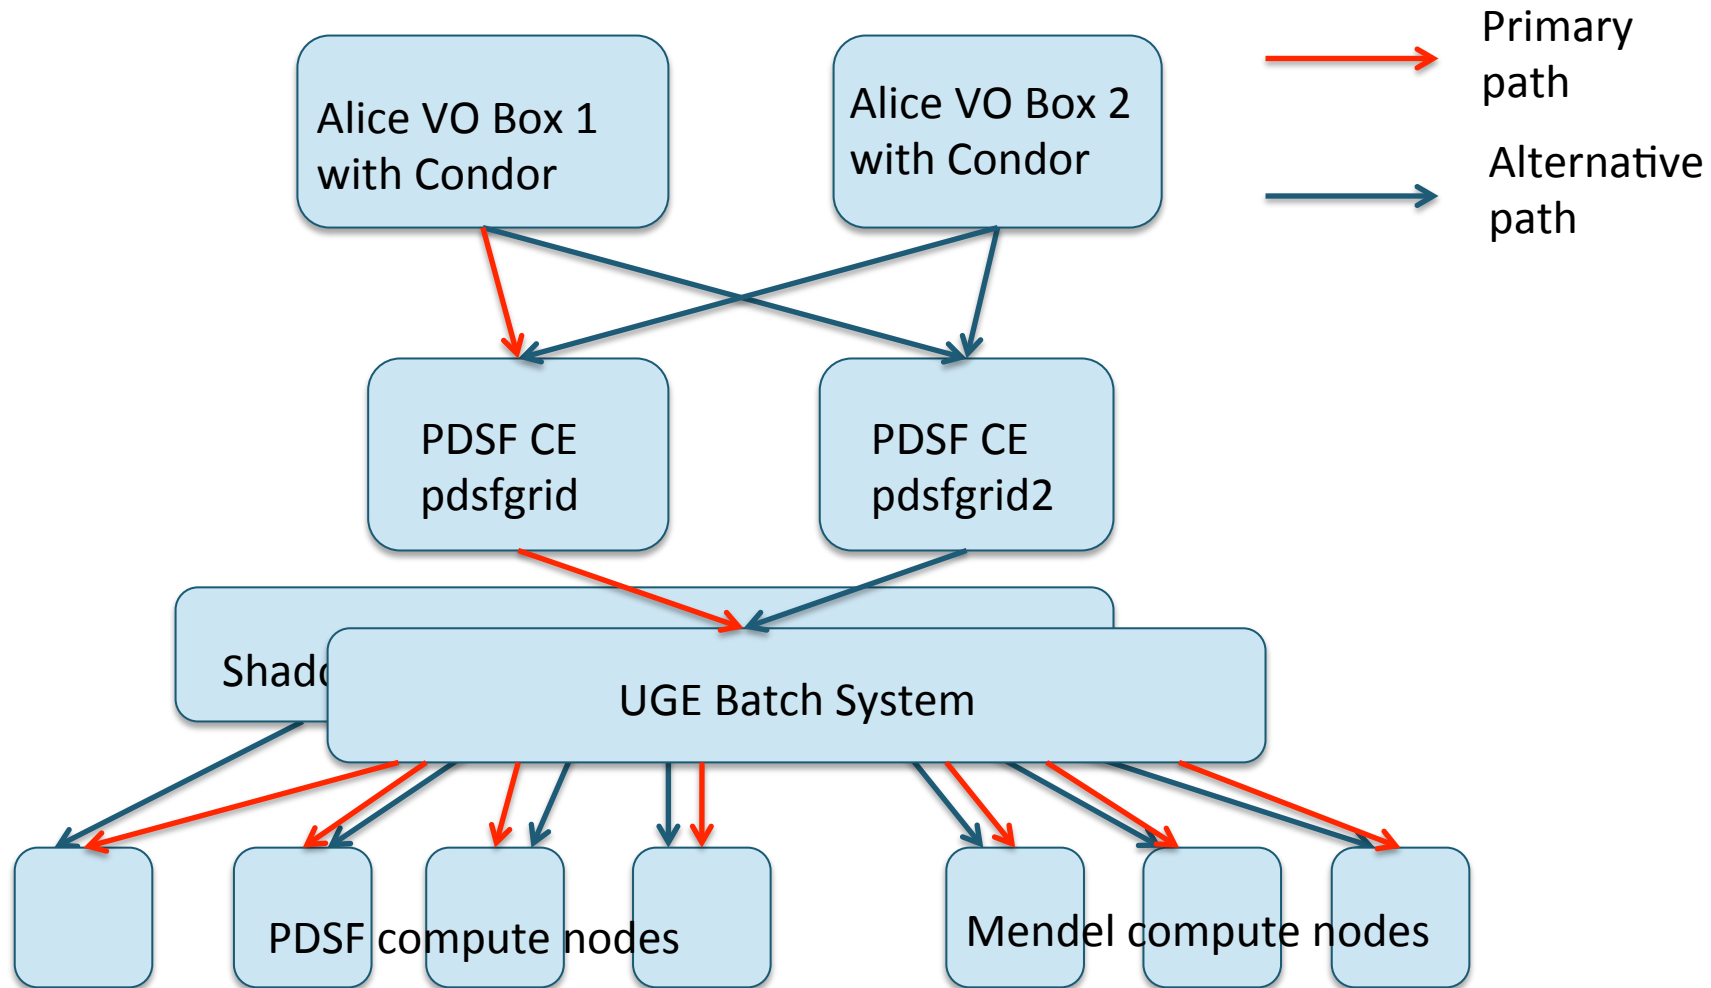 Alice VO Box 1
with Condor
Alice VO Box 2
with Condor
Primary
path
Alternative
path
PDSF CE
pdsfgrid
PDSF CE
pdsfgrid2
UGE Batch System
PDSF compute nodes
Mendel compute nodes